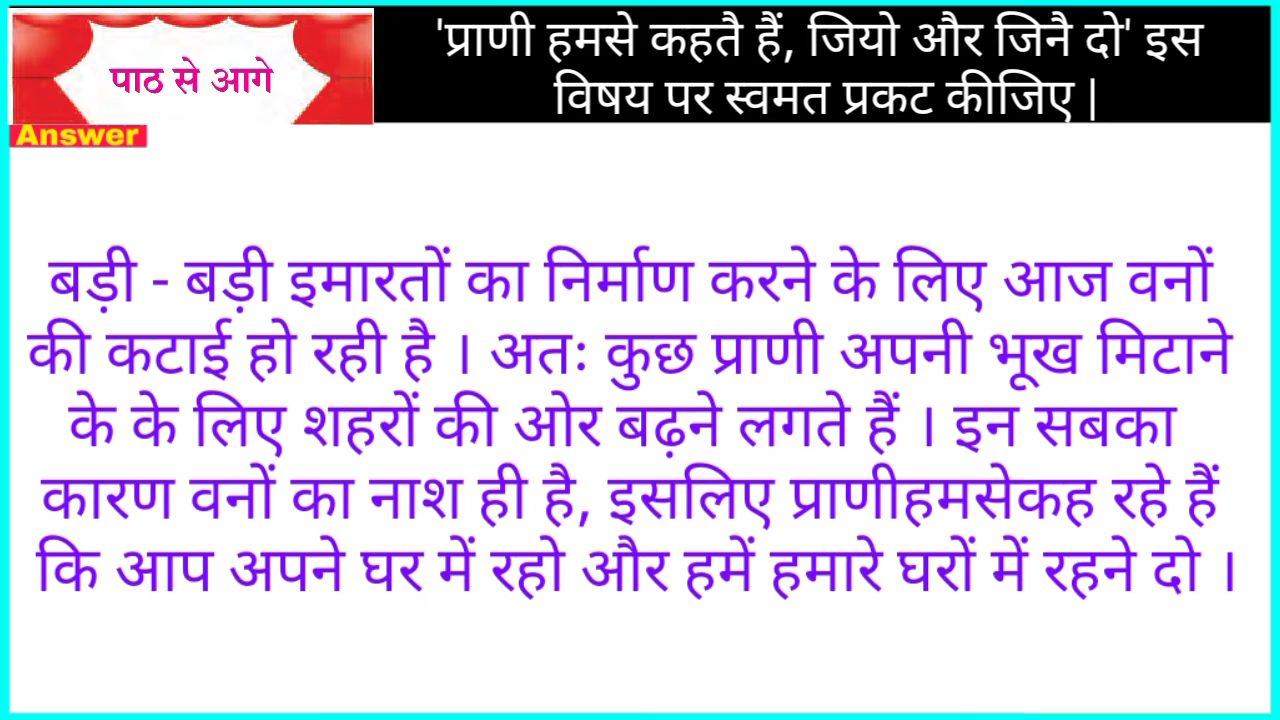 पाठ से आगे
'प्राणी हमसे कहतै हैं, जियो और जिनै दो' इस
विषय पर स्वमत प्रकट कीजिए |
Answer
बड़ी - बड़ी इमारतों का निर्माण करने के लिए आज वनों
की कटाई हो रही है । अतः कुछ प्राणी अपनी भूख मिटाने
के के लिए शहरों की ओर बढ़ने लगते हैं । इन सबका
कारण वनों का नाश ही है, इसलिए प्राणीहमसेकह रहे हैं
कि आप अपने घर में रहो और हमें हमारे घरों में रहने दो ।